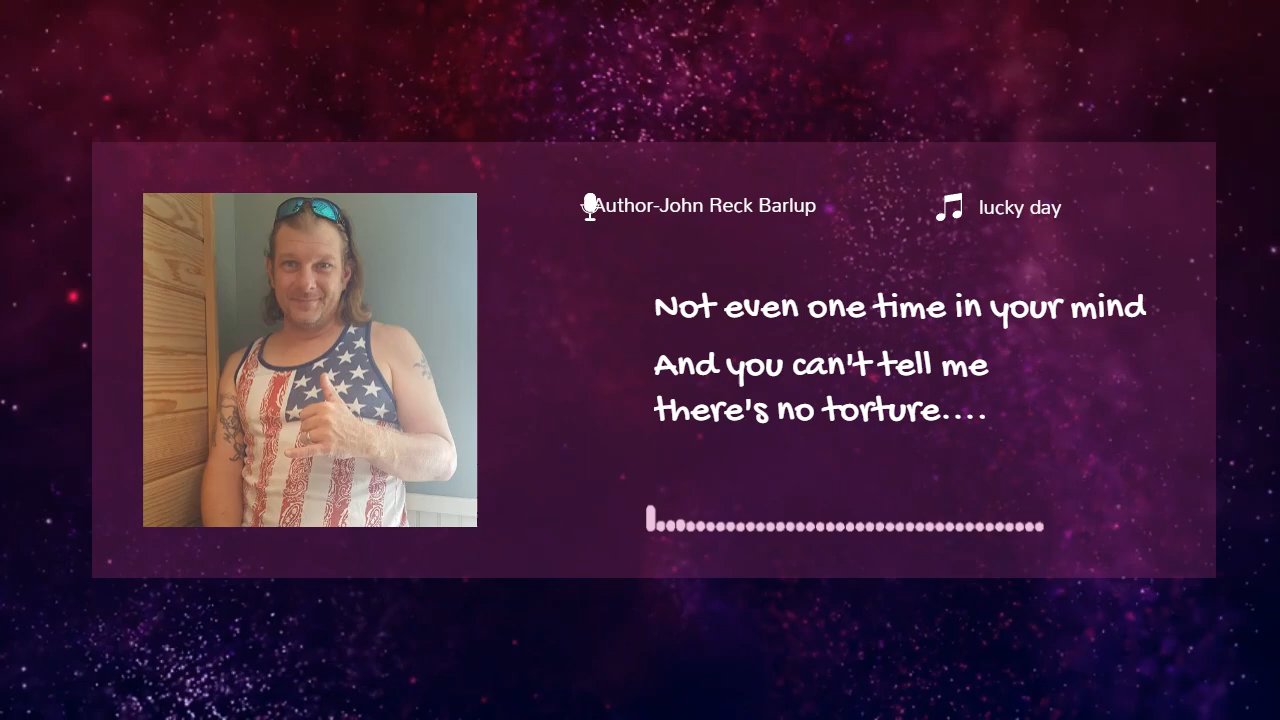 Author-John Reck Barlup
lucky day
Not even one time in your mind
And you can't tell me
there's no torture....